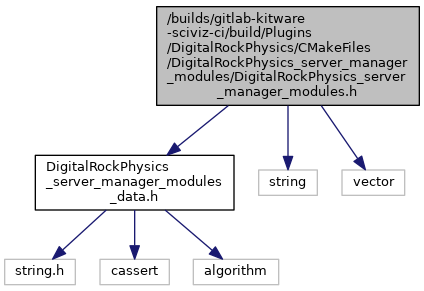 /builds/gitlab-kitware
-sciviz-ci/build/Plugins
/DigitalRockPhysics/CMakeFiles
/DigitalRockPhysics_server_manager
_modules/DigitalRockPhysics_server
_manager_modules.h
DigitalRockPhysics
_server_manager_modules
_data.h
string
vector
string.h
cassert
algorithm